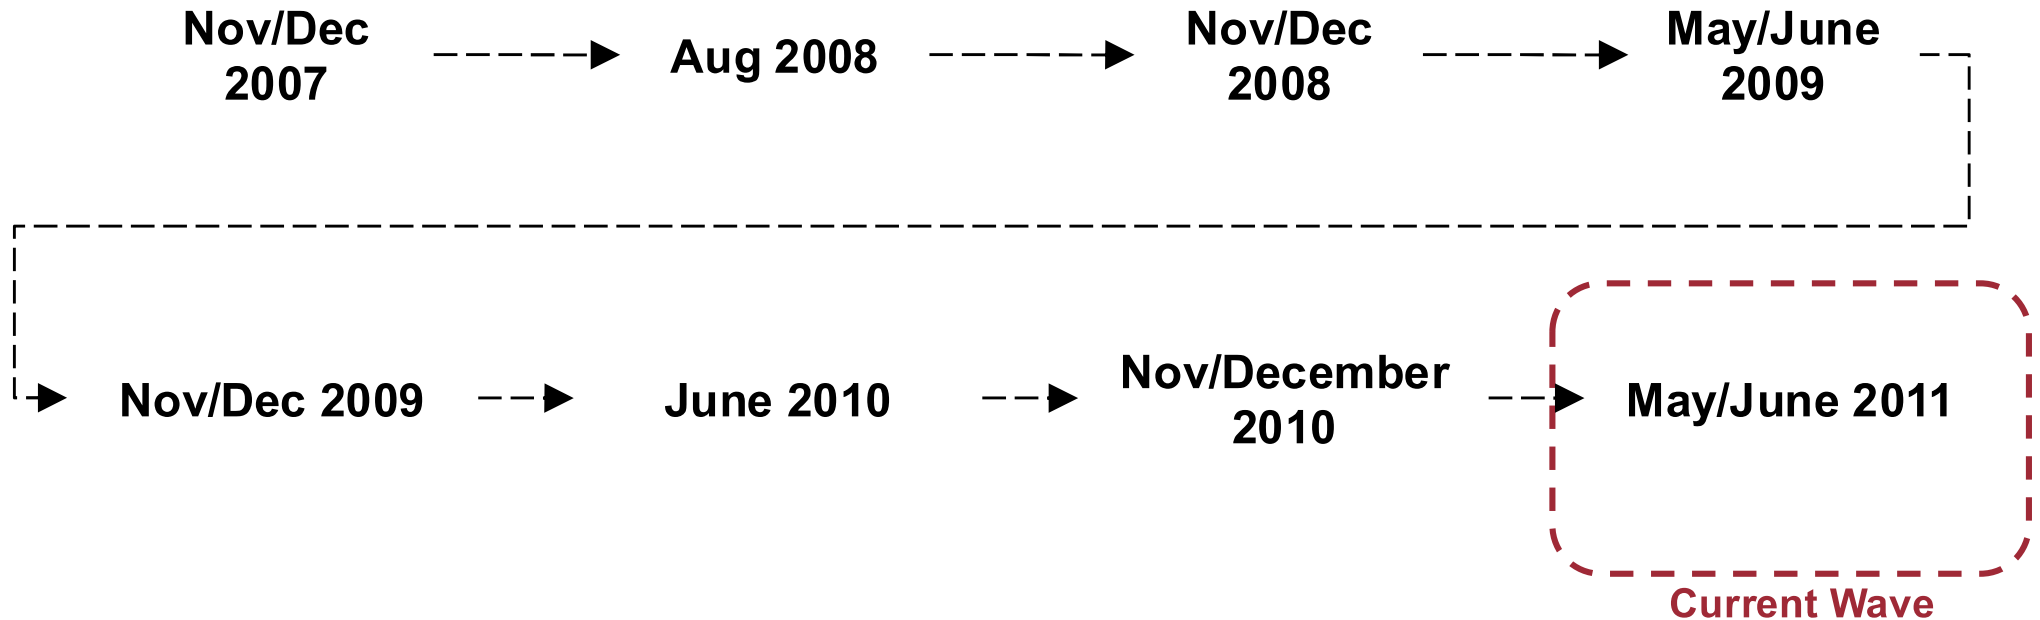 Nov/Dec
2007
Aug 2008
Nov/Dec
2008
May/June
2009
Nov/Dec 2009
June 2010
Nov/December
2010
May/June 2011
Current Wave